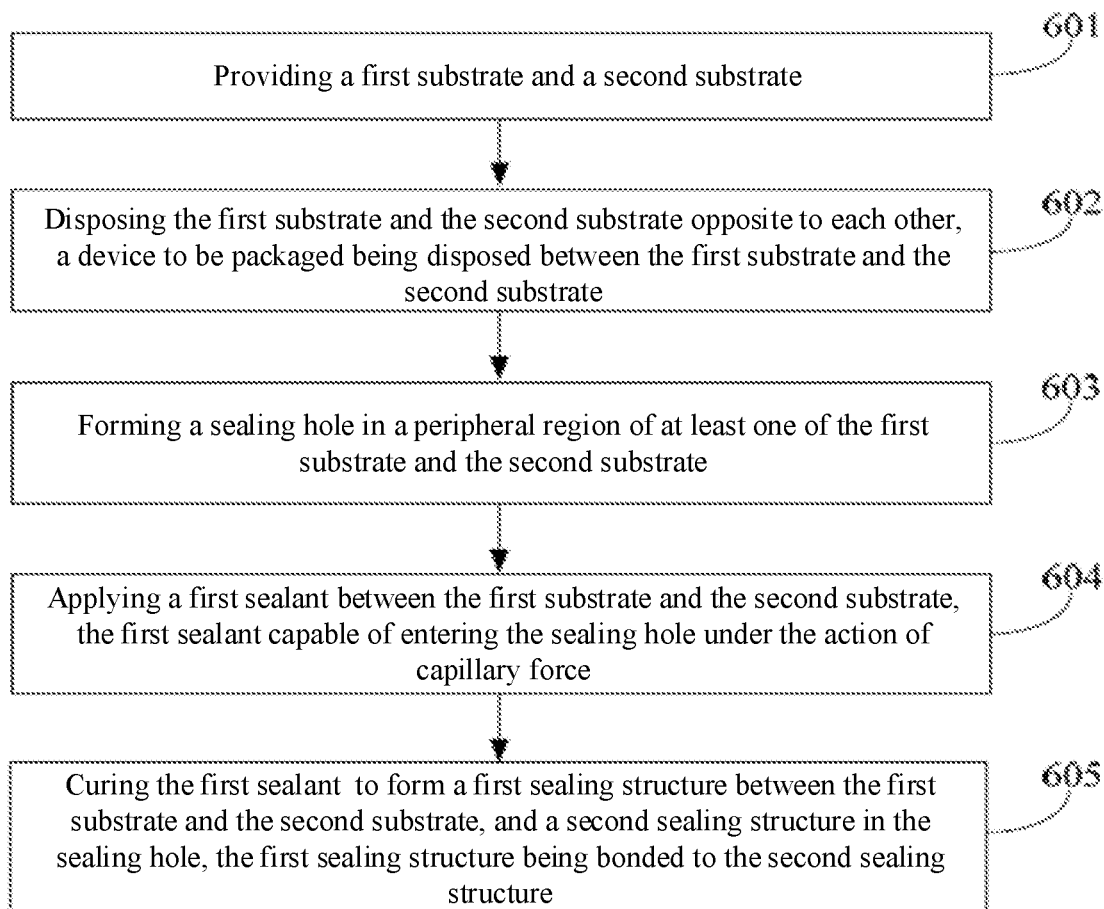 601
Providing a first substrate and a second substrate
602
Disposing the first substrate and the second substrate opposite to each other,
a device to be packaged being disposed between the first substrate and the
second substrate
603
Forming a sealing hole in a peripheral region of at least one of the first
substrate and the second substrate
604
Applying a first sealant between the first substrate and the second substrate,
the first sealant capable of entering the sealing hole under the action of
capillary force
605
Curing the first sealant to form a first sealing structure between the first
substrate and the second substrate, and a second sealing structure in the
sealing hole, the first sealing structure being bonded to the second sealing
structure